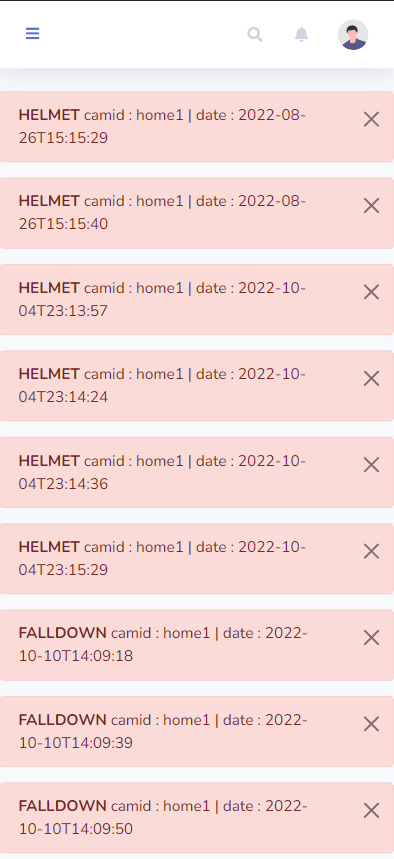 HELMET camid : home1 | date : 2022-08-
26T15:15:29
HELMET camid : home1 | date : 2022-08-
26T15:15:40
HELMET camid : home1 | date : 2022-10-
04T23:13:57
HELMET camid : home1 | date : 2022-10-
04T23:14:24
HELMET camid : home1 | date : 2022-10-
04T23:14:36
HELMET camid : home1 | date : 2022-10-
04T23:15:29
FALLDOWN camid : home1 | date : 2022-
10-10T14:09:18
FALLDOWN camid : home1 | date : 2022-
10-10T14:09:39
FALLDOWN camid : home1 | date : 2022-
10-10T14:09:50